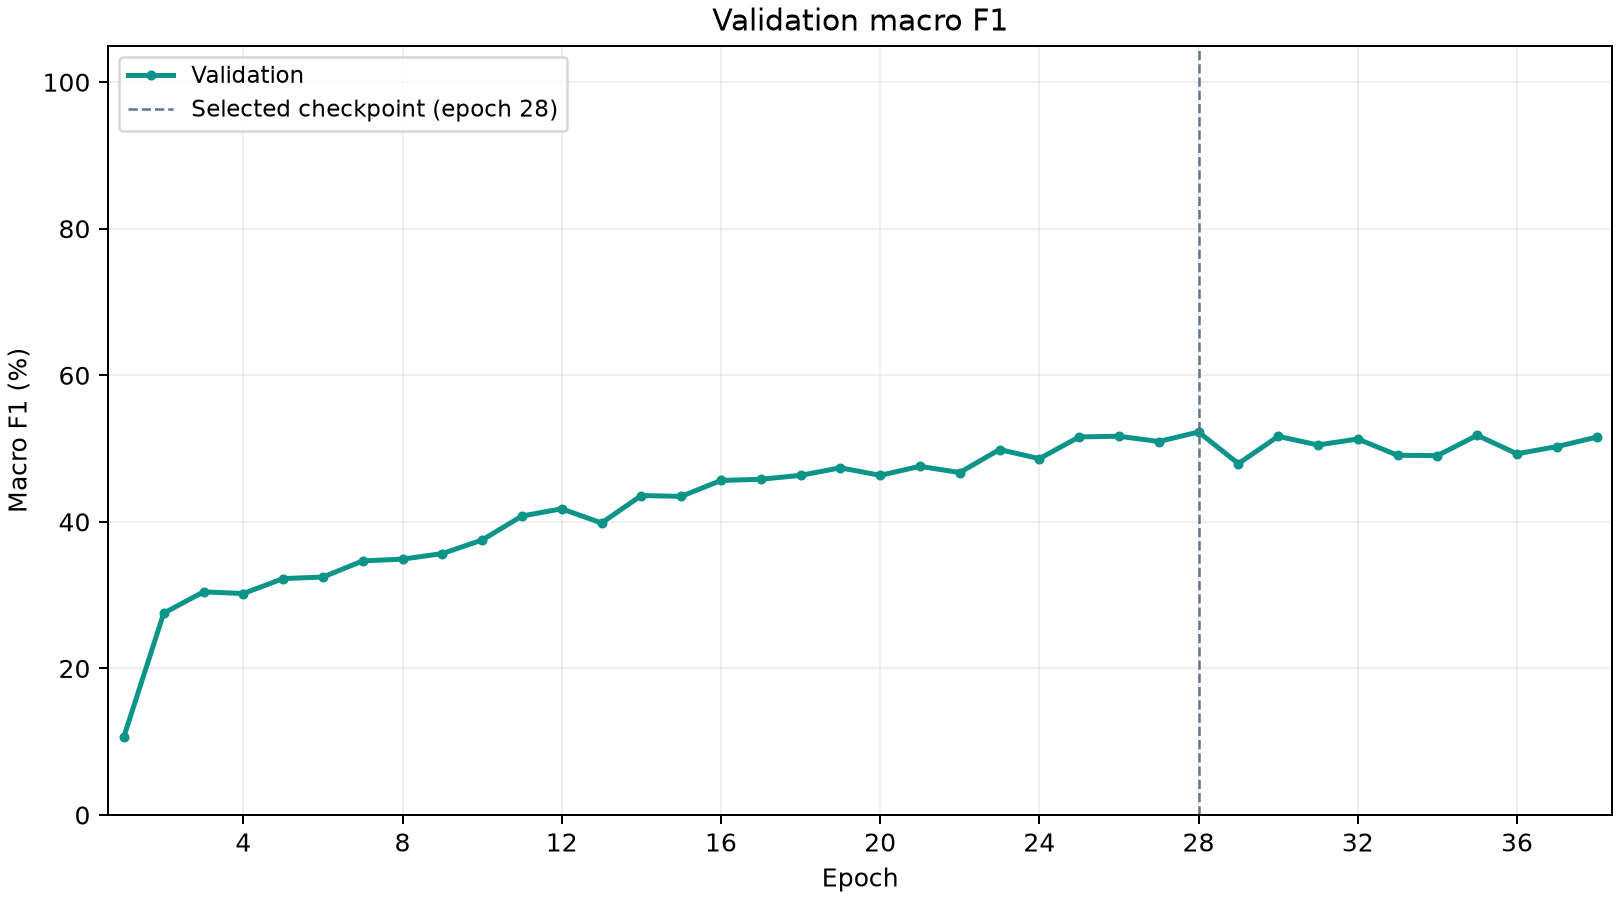 Validation macro F1
Validation
Selected checkpoint (epoch 28)
Macro F1 (%)
100
80
60
40
20
0
4 8 12 16 20 24 28 32 36
Epoch